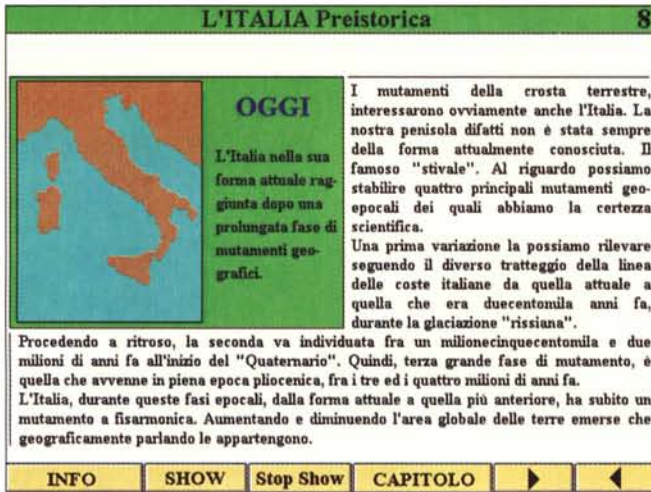 L'ITALIA Preistorica 8
OGGI
L'Italia nella sua
forma attuale rag-
giunta dopo una
prolungata fase di
mutamenti geo-
grafici.
I mutamenti della crosta terrestre,
interessarono ovviamente anche l'Italia. La
nostra penisola difatti non è stata sempre
della forma attualmente conosciuta. Il
famoso "stivale". Al riguardo possiamo
stabilire quattro principali mutamenti geo-
epocali dei quali abbiamo la certezza
scientifica.
Una prima variazione la possiamo rilevare
seguendo il diverso tratteggio della linea
delle coste italiane da quella attuale a
quella che era duecentomila anni fa,
durante la glaciazione "rissiana".
Procedendo a ritroso, la seconda va individuata fra un milionecinquecentomila e due
milioni di anni fa all'inizio del "Quaternario". Quindi, terza grande fase di mutamento, è
quella che avvenne in piena epoca pliocenica, fra i tre ed i quattro milioni di anni fa.
L'Italia, durante queste fasi epocali, dalla forma attuale a quella più anteriore, ha subito un
mutamento a fisarmonica. Aumentando e diminuendo l'area globale delle terre emerse che
geograficamente parlando le appartengono.
INFO SHOW Stop Show CAPITOLO